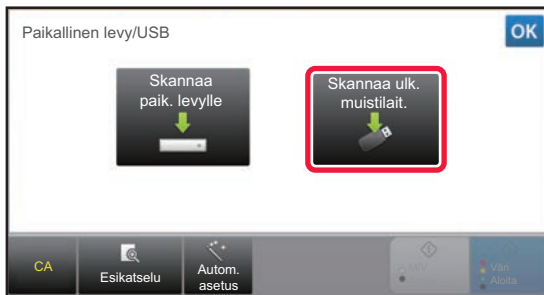 Paikallinen levy/USB
OK
Skannaa
paik. levylle
Skannaa ulk.
muistilait.
CA
Esikatselu
Autom.
asetus
Väri
Aloita